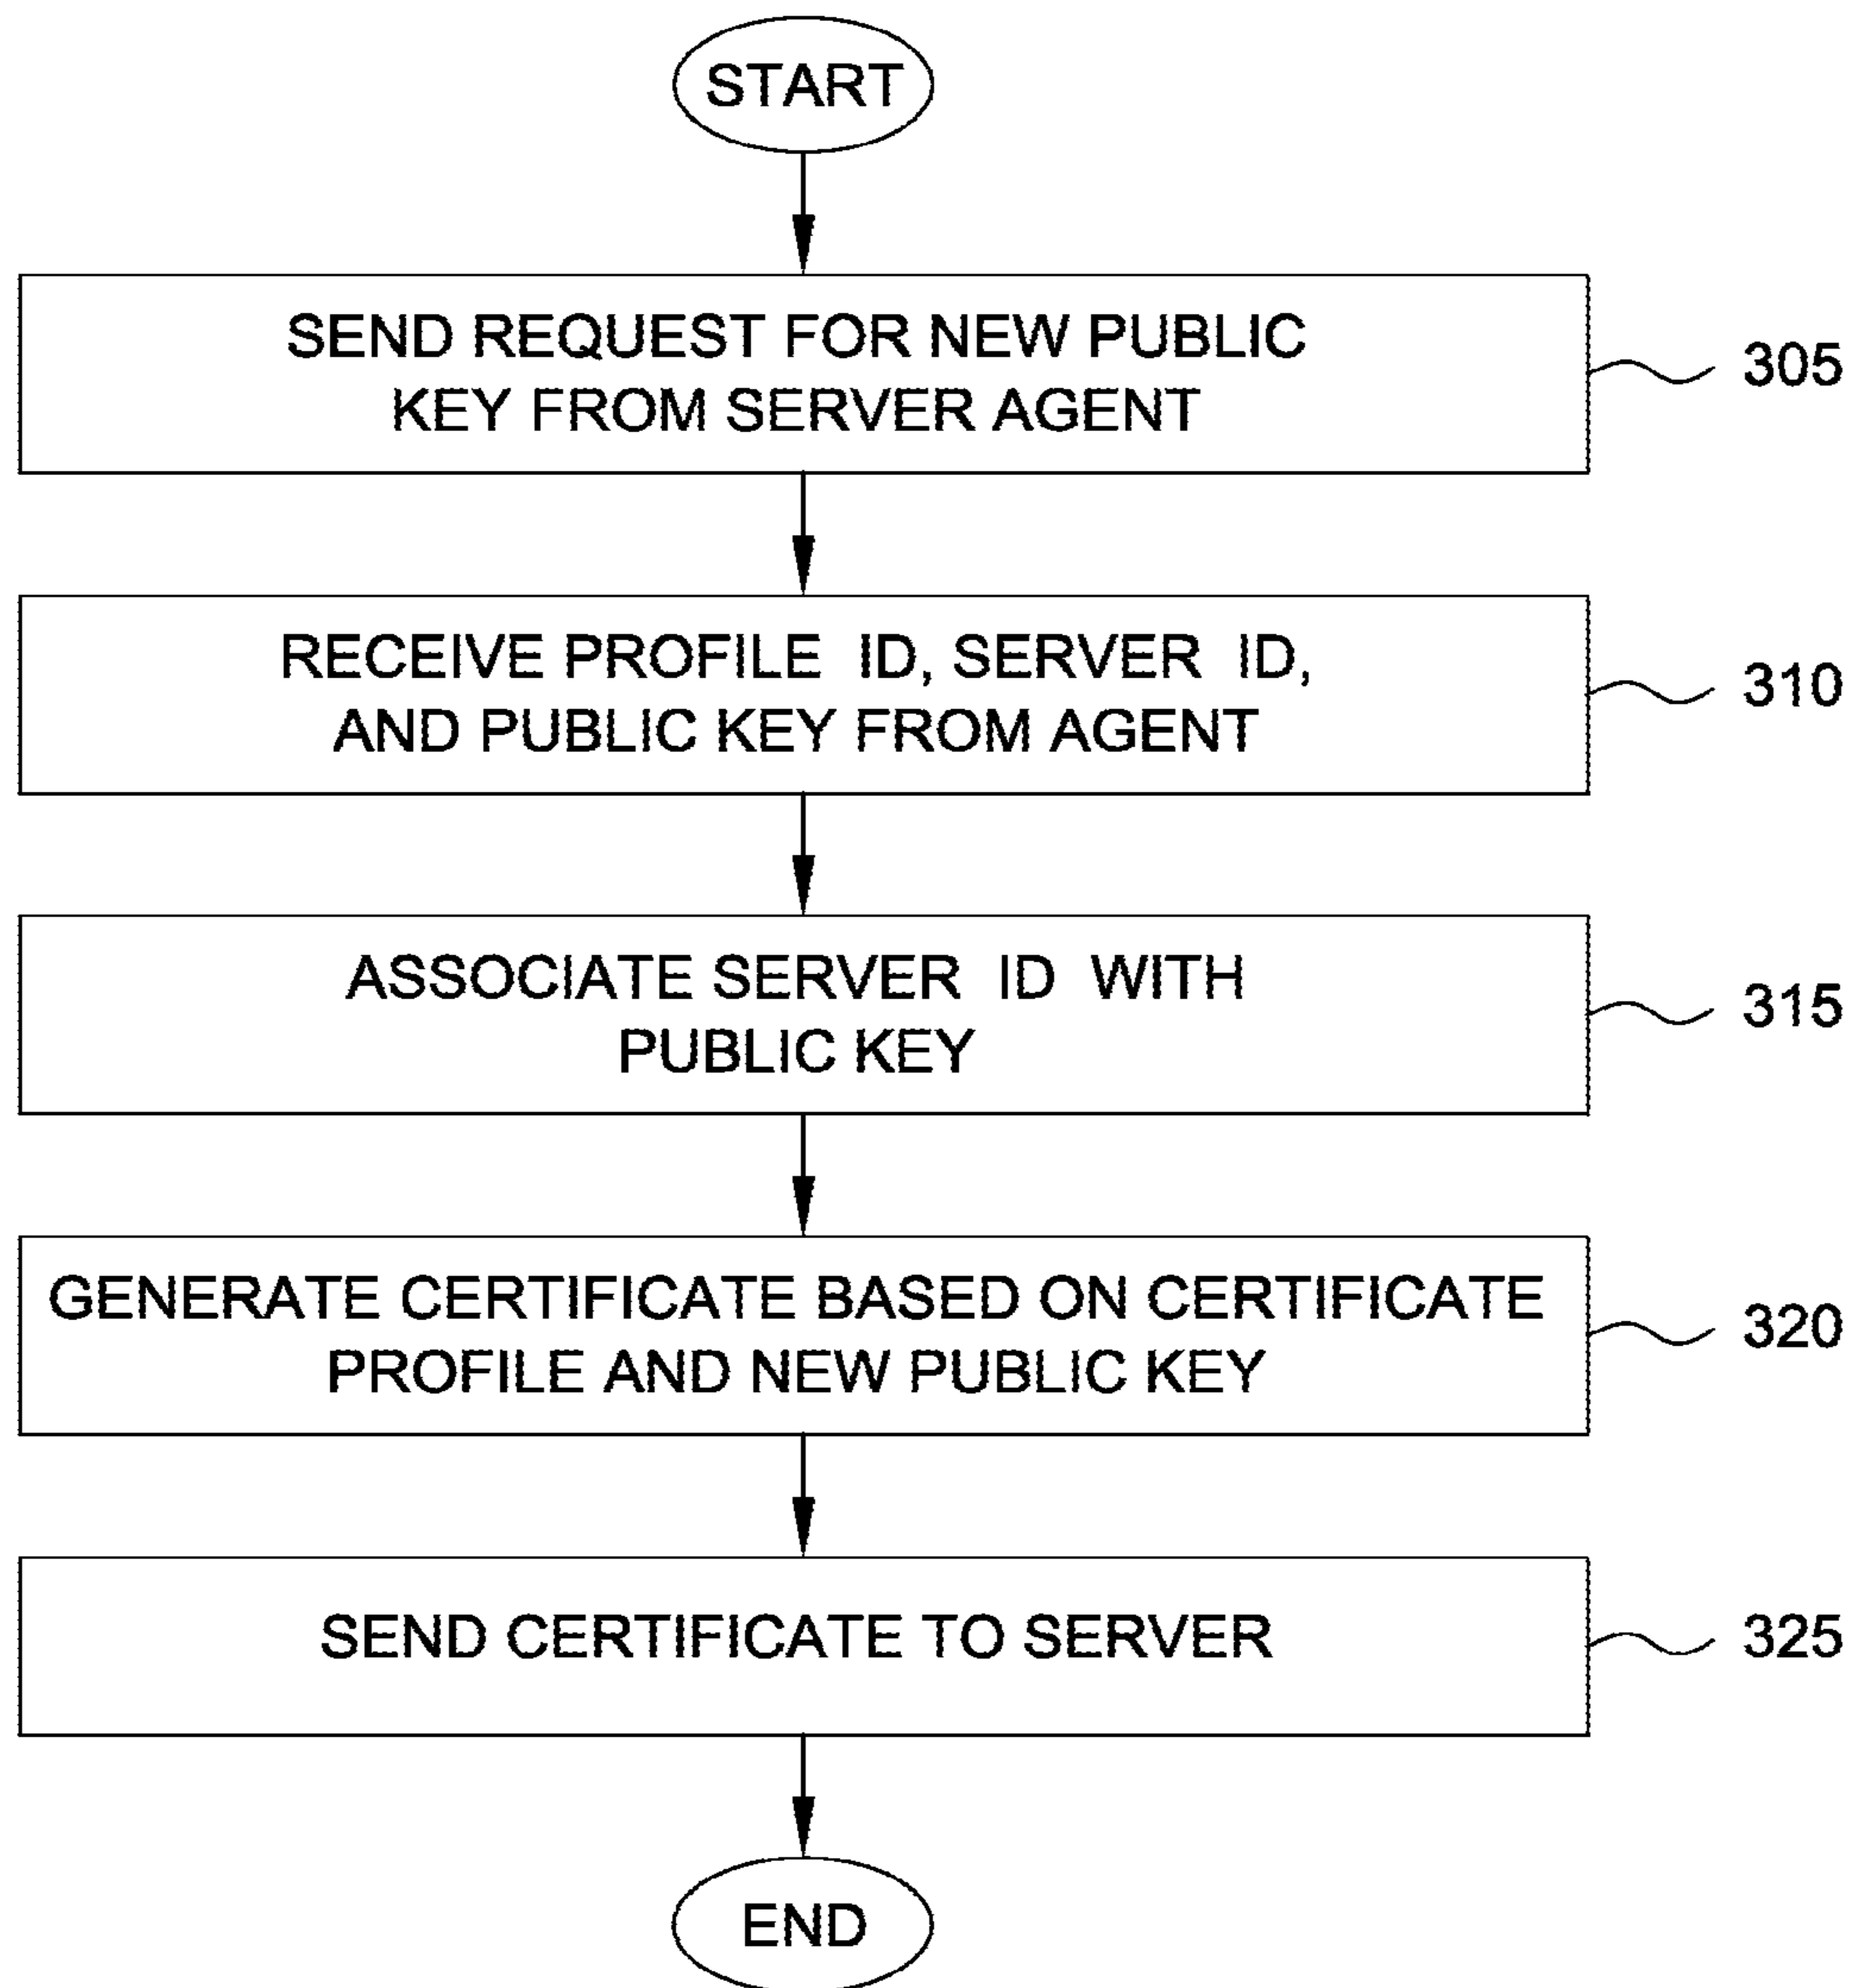 START
SEND REQUEST FOR NEW PUBLIC
KEY FROM SERVER AGENT
305
RECEIVE PROFILE ID, SERVER ID,
AND PUBLIC KEY FROM AGENT
310
ASSOCIATE SERVER ID WITH
PUBLIC KEY
315
GENERATE CERTIFICATE BASED ON CERTIFICATE
PROFILE AND NEW PUBLIC KEY
320
SEND CERTIFICATE TO SERVER
325
END